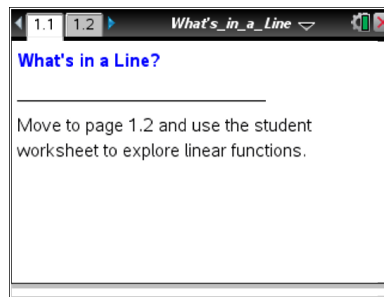 1.1 1.2 What's_in_a_Line
What's in a Line?
Move to page 1.2 and use the student
worksheet to explore linear functions.